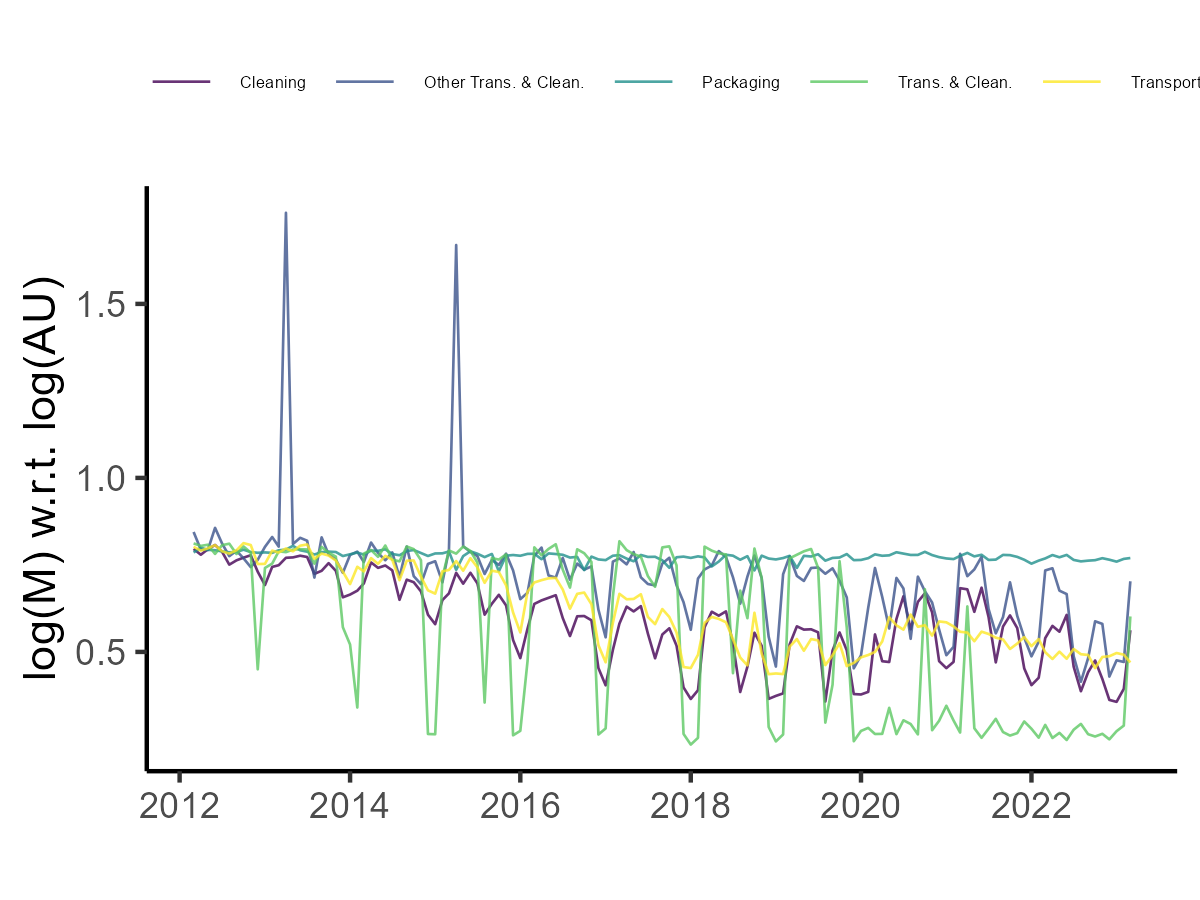 Cleaning Other Trans. & Clean. Packaging Trans. & Clean. Transport
log(M) w.r.t. log(AU)
1.5
1.0
0.5
2012 2014 2016 2018 2020 2022